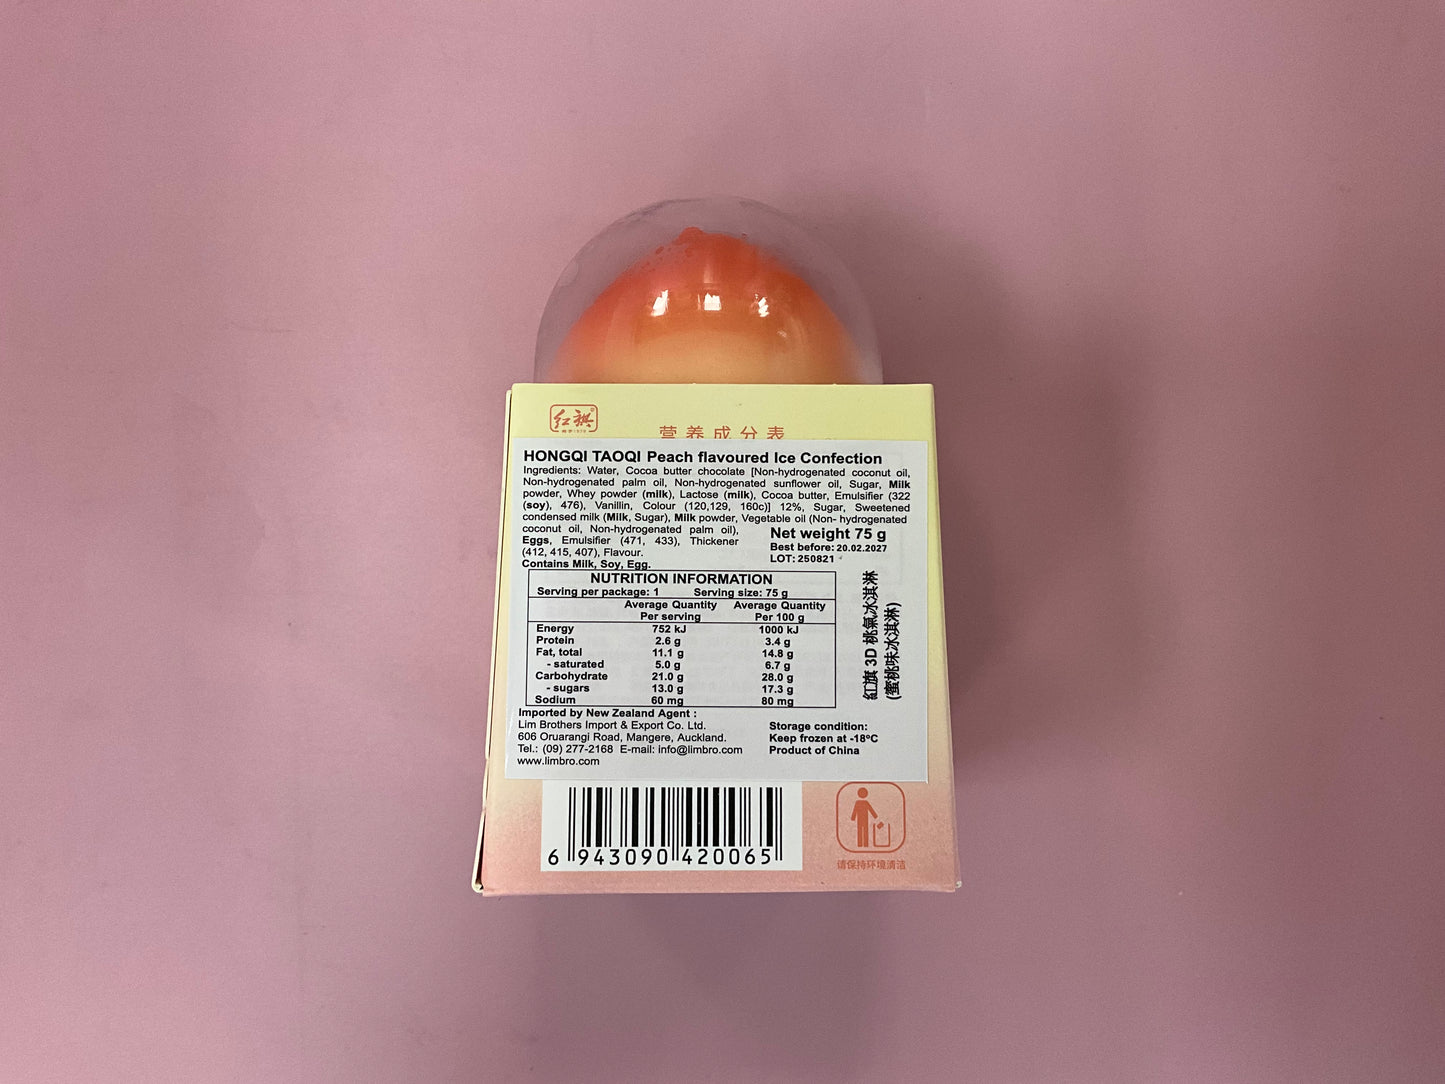 红祺
营养成分表
HONGQI TAOQI Peach flavoured Ice Confection
Ingredients: Water, Cocoa butter chocolate [Non-hydrogenated coconut oil,
Non-hydrogenated palm oil, Non-hydrogenated sunflower oil, Sugar, Milk
powder, Whey powder (milk), Lactose (milk), Cocoa butter, Emulsifier (322
(soy), 476), Vanillin, Colour (120,129, 160c)] 12%, Sugar, Sweetened
condensed milk (Milk, Sugar), Milk powder, Vegetable oil (Non- hydrogenated
coconut oil, Non-hydrogenated palm oil),
Eggs, Emulsifier (471, 433), Thickener
(412, 415, 407), Flavour.
Contains Milk, Soy, Egg.
Net weight 75 g
Best before: 20.02.2027
LOT: 250821
NUTRITION INFORMATION
Serving per package: 1 Serving size: 75 g
Average Quantity Average Quantity
Per serving Per 100 g
Energy 752 kJ 1000 kJ
Protein 2.6 g 3.4 g
Fat, total 11.1 g 14.8 g
- saturated 5.0 g 6.7 g
Carbohydrate 21.0 g 28.0 g
- sugars 13.0 g 17.3 g
Sodium 60 mg 80 mg
紅旗 3D 桃氣冰淇淋
(蜜桃味冰淇淋)
Imported by New Zealand Agent :
Lim Brothers Import & Export Co. Ltd.
606 Oruarangi Road, Mangere, Auckland.
Tel.: (09) 277-2168 E-mail: info@limbro.com
www.limbro.com
Storage condition:
Keep frozen at -18ºC
Product of China
6 943090 420065
请保持环境清洁